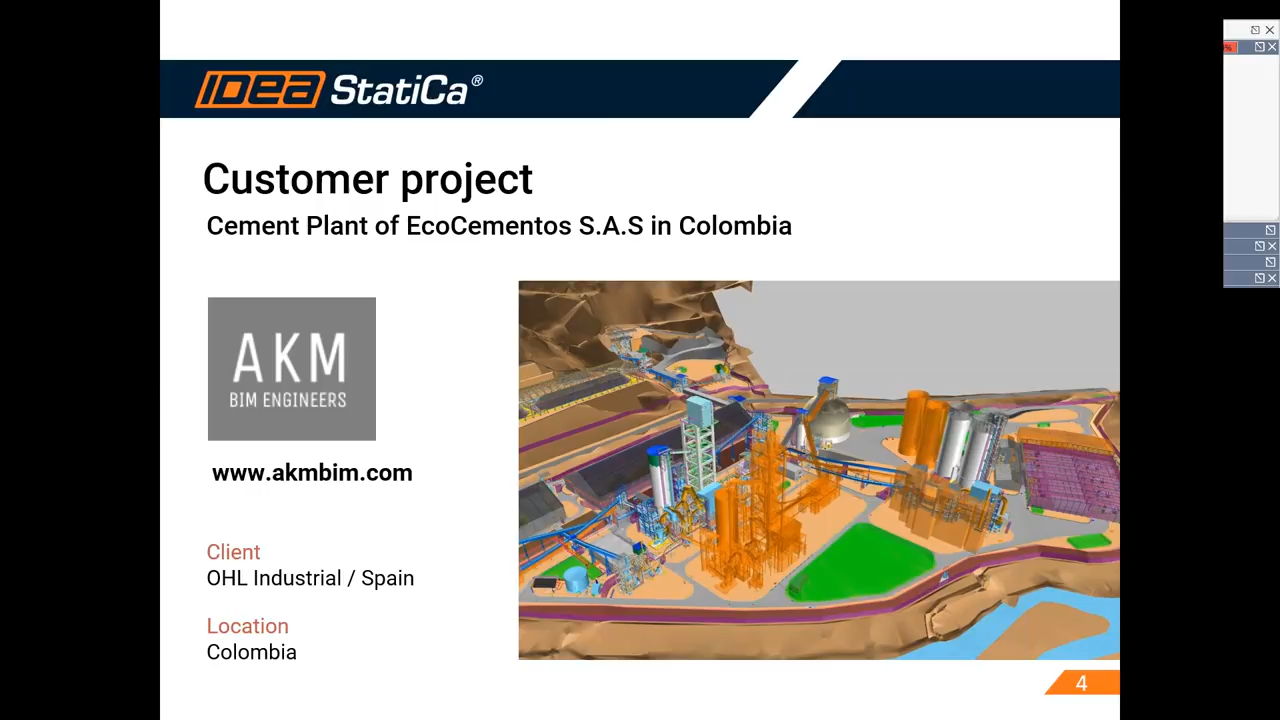 IDEA StatiCa®
Customer project
Cement Plant of EcoCementos S.A.S in Colombia
AKM
BIM ENGINEERS
www.akmbim.com
Client
OHL Industrial / Spain
Location
Colombia
4